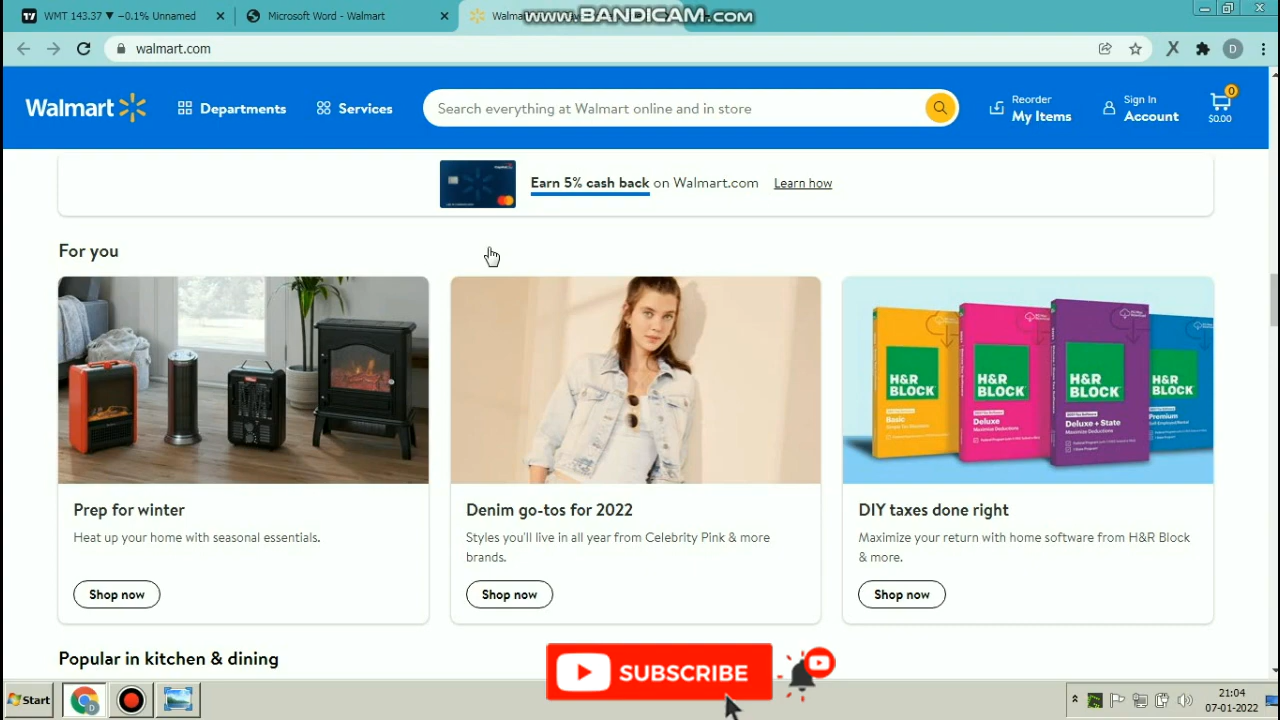 WMT 143.37 ▼ −0.1% Unnamed
Microsoft Word - Walmart
www.BANDICAM.com
walmart.com
D
Walmart
Departments
Services
Search everything at Walmart online and in store
Reorder
My Items
Sign In
Account
0
$0.00
Earn 5% cash back on Walmart.com Learn how
For you
H&R BLOCK
Basic
H&R BLOCK
Deluxe
Maximize Deductions
H&R BLOCK
Deluxe + State
Maximize Deductions
H&R BLOCK
Premium
Prep for winter
Heat up your home with seasonal essentials.
Shop now
Denim go-tos for 2022
Styles you'll live in all year from Celebrity Pink & more
brands.
Shop now
DIY taxes done right
Maximize your return with home software from H&R Block
& more.
Shop now
Popular in kitchen & dining
SUBSCRIBE
Start
21:04
07-01-2022